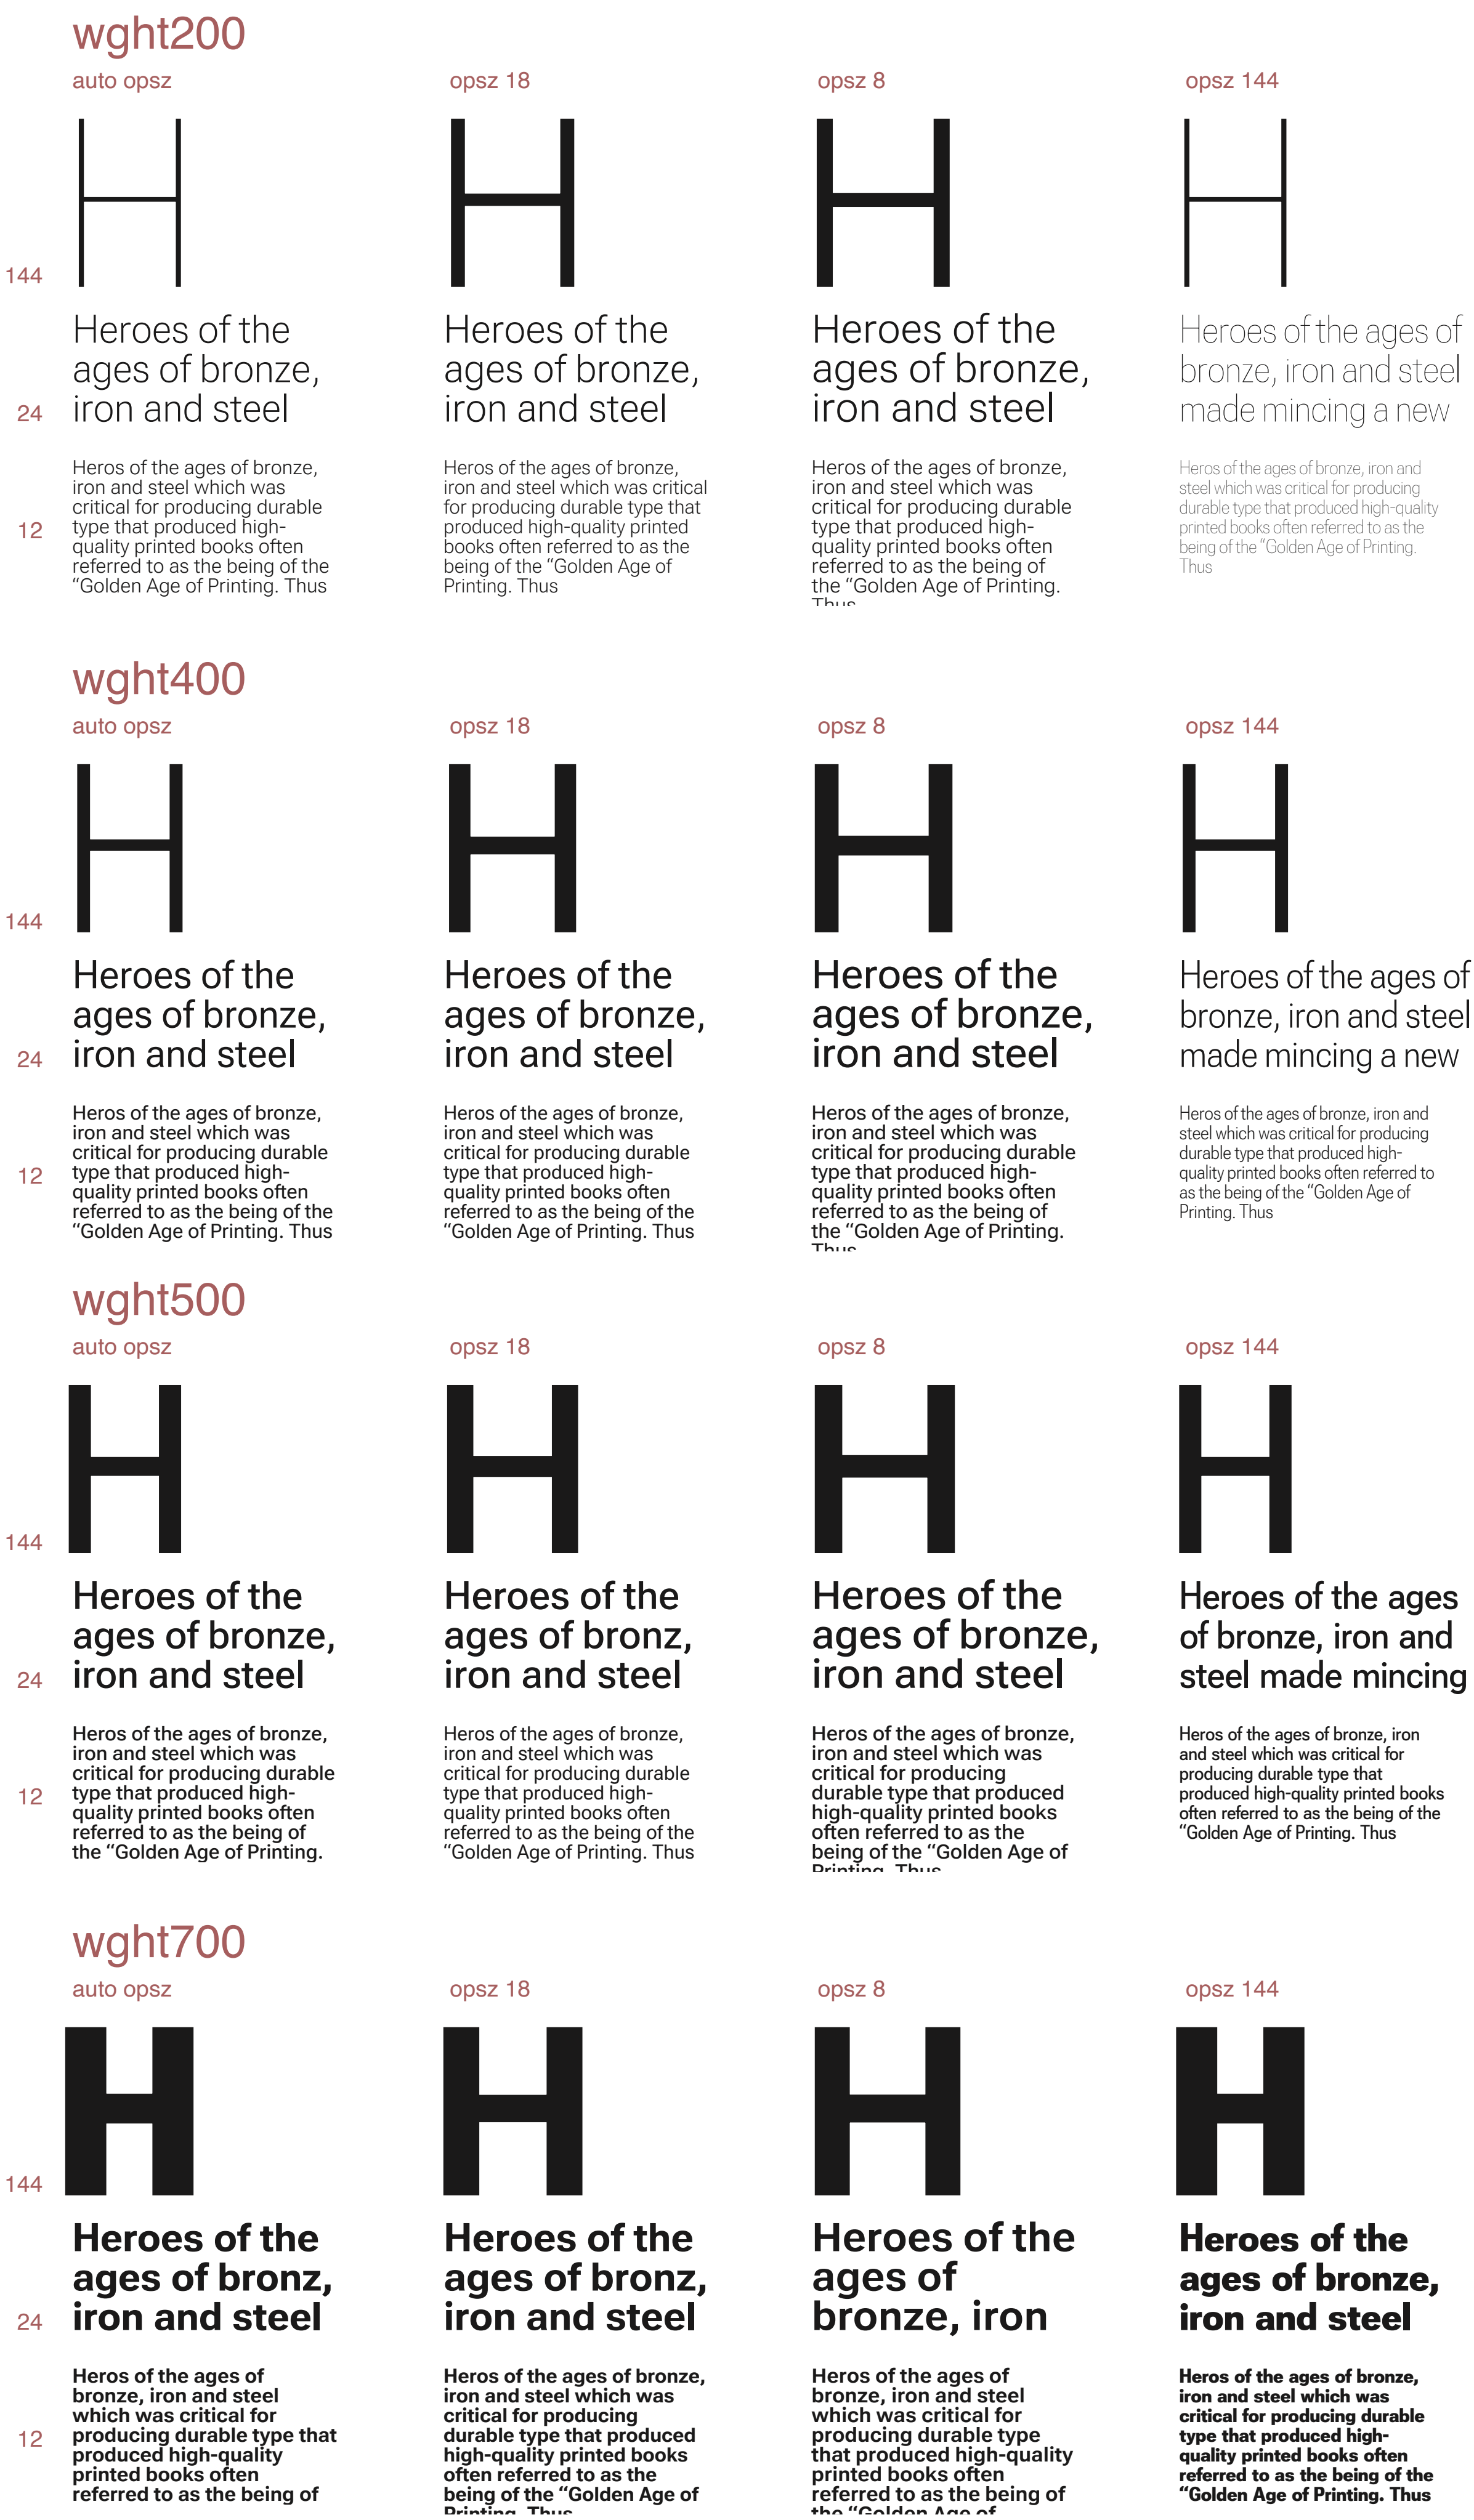 wght200
auto opsz
opsz 18
opsz 8
opsz 144
144
H
H
H
H
24
Heroes of the
ages of bronze,
iron and steel
Heroes of the
ages of bronze,
iron and steel
Heroes of the
ages of bronze,
iron and steel
Heroes of the ages of
bronze, iron and steel
made mincing a new
12
Heros of the ages of bronze,
iron and steel which was
critical for producing durable
type that produced high-
quality printed books often
referred to as the being of the
“Golden Age of Printing. Thus
Heros of the ages of bronze,
iron and steel which was critical
for producing durable type that
produced high-quality printed
books often referred to as the
being of the “Golden Age of
Printing. Thus
Heros of the ages of bronze,
iron and steel which was
critical for producing durable
type that produced high-
quality printed books often
referred to as the being of
the “Golden Age of Printing.
Thus
Heros of the ages of bronze, iron and
steel which was critical for producing
durable type that produced high-quality
printed books often referred to as the
being of the “Golden Age of Printing.
Thus
wght400
auto opsz
opsz 18
opsz 8
opsz 144
144
H
H
H
H
24
Heroes of the
ages of bronze,
iron and steel
Heroes of the
ages of bronze,
iron and steel
Heroes of the
ages of bronze,
iron and steel
Heroes of the ages of
bronze, iron and steel
made mincing a new
12
Heros of the ages of bronze,
iron and steel which was
critical for producing durable
type that produced high-
quality printed books often
referred to as the being of the
“Golden Age of Printing. Thus
Heros of the ages of bronze,
iron and steel which was
critical for producing durable
type that produced high-
quality printed books often
referred to as the being of the
“Golden Age of Printing. Thus
Heros of the ages of bronze,
iron and steel which was
critical for producing durable
type that produced high-
quality printed books often
referred to as the being of
the “Golden Age of Printing.
Thus
Heros of the ages of bronze, iron and
steel which was critical for producing
durable type that produced high-
quality printed books often referred to
as the being of the “Golden Age of
Printing. Thus
wght500
auto opsz
opsz 18
opsz 8
opsz 144
144
H
H
H
H
24
Heroes of the
ages of bronze,
iron and steel
Heroes of the
ages of bronz,
iron and steel
Heroes of the
ages of bronze,
iron and steel
Heroes of the ages
of bronze, iron and
steel made mincing
12
Heros of the ages of bronze,
iron and steel which was
critical for producing durable
type that produced high-
quality printed books often
referred to as the being of
the “Golden Age of Printing.
Heros of the ages of bronze,
iron and steel which was
critical for producing durable
type that produced high-
quality printed books often
referred to as the being of the
“Golden Age of Printing. Thus
Heros of the ages of bronze,
iron and steel which was
critical for producing
durable type that produced
high-quality printed books
often referred to as the
being of the “Golden Age of
Printing. Thus
Heros of the ages of bronze, iron
and steel which was critical for
producing durable type that
produced high-quality printed books
often referred to as the being of the
“Golden Age of Printing. Thus
wght700
auto opsz
opsz 18
opsz 8
opsz 144
144
H
H
H
H
24
Heroes of the
ages of bronz,
iron and steel
Heroes of the
ages of bronz,
iron and steel
Heroes of the
ages of
bronze, iron
Heroes of the
ages of bronze,
iron and steel
12
Heros of the ages of
bronze, iron and steel
which was critical for
producing durable type that
produced high-quality
printed books often
referred to as the being of
Heros of the ages of bronze,
iron and steel which was
critical for producing
durable type that produced
high-quality printed books
often referred to as the
being of the “Golden Age of
Printing. Thus
Heros of the ages of
bronze, iron and steel
which was critical for
producing durable type
that produced high-quality
printed books often
referred to as the being of
the “Golden Age of
Heros of the ages of bronze,
iron and steel which was
critical for producing durable
type that produced high-
quality printed books often
referred to as the being of the
“Golden Age of Printing. Thus